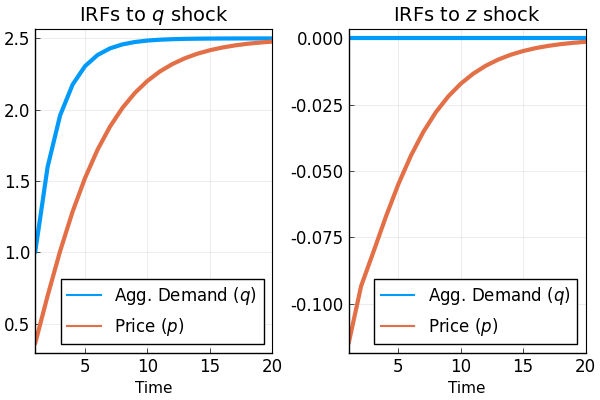 IRFs to q shock
2.5
2.0
1.5
1.0
0.5
Agg. Demand (q)
Price (p)
5
10
15
20
Time
IRFs to z shock
0.000
-0.025
-0.050
-0.075
-0.100
Agg. Demand (q)
Price (p)
5
10
15
20
Time